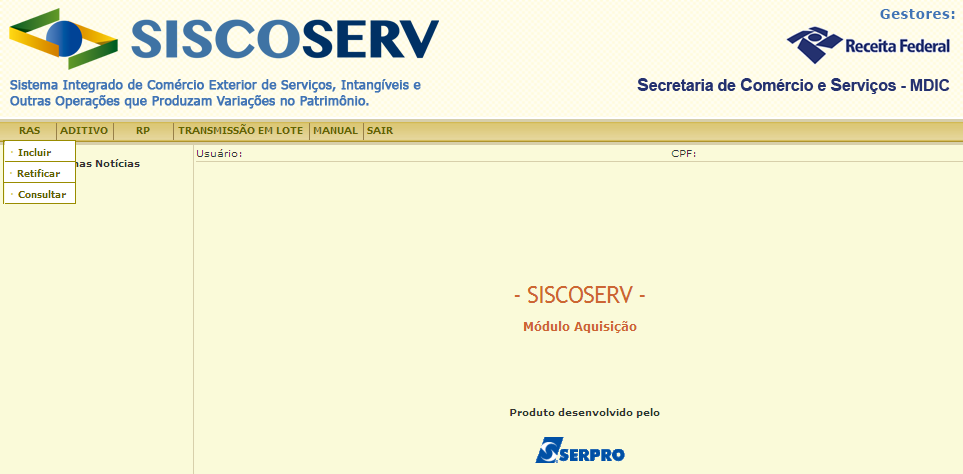 SISCOSERV
Sistema Integrado de Comércio Exterior de Serviços, Intangíveis e
Outras Operações que Produzam Variações no Patrimônio.
Gestores:
Receita Federal
Secretaria de Comércio e Serviços - MDIC
RAS ADITIVO RP TRANSMISSÃO EM LOTE MANUAL SAIR
· Incluir
· Retificar
· Consultar
Notícias
Usuário: CPF:
- SISCOSERV -
Módulo Aquisição
Produto desenvolvido pelo
SERPRO